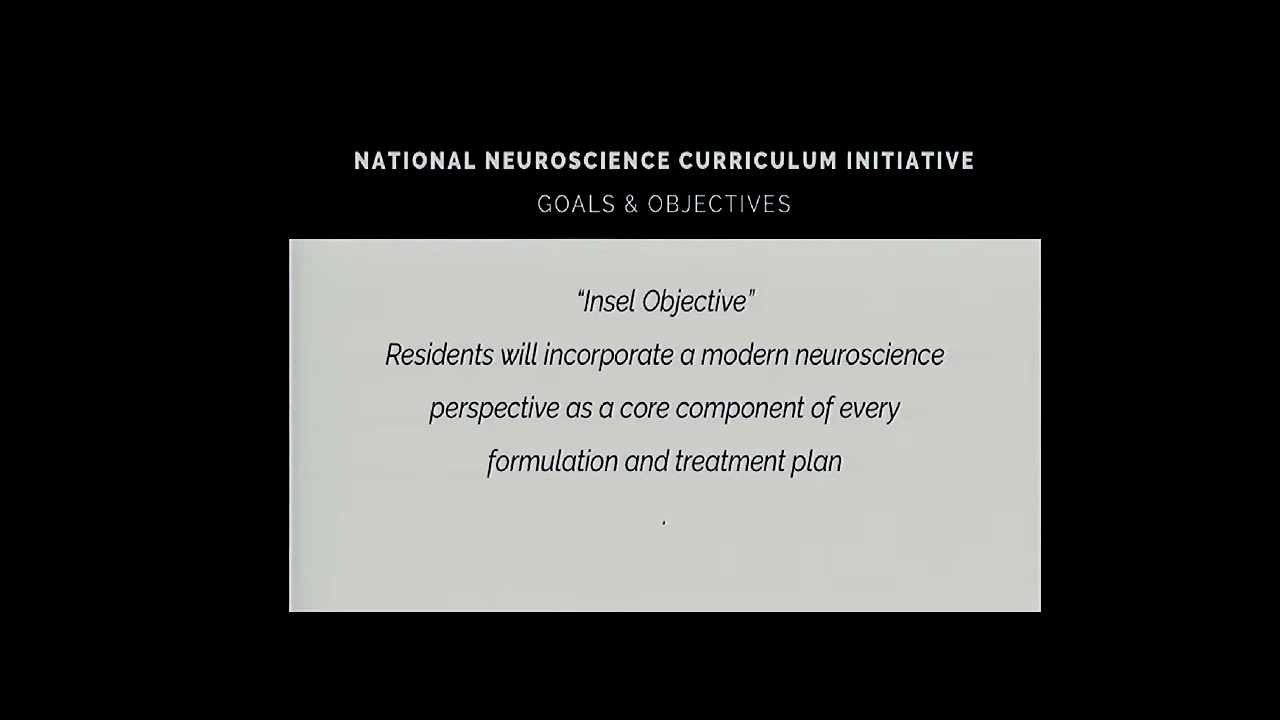 NATIONAL NEUROSCIENCE CURRICULUM INITIATIVE
GOALS & OBJECTIVES
“Insel Objective”
Residents will incorporate a modern neuroscience
perspective as a core component of every
formulation and treatment plan
.